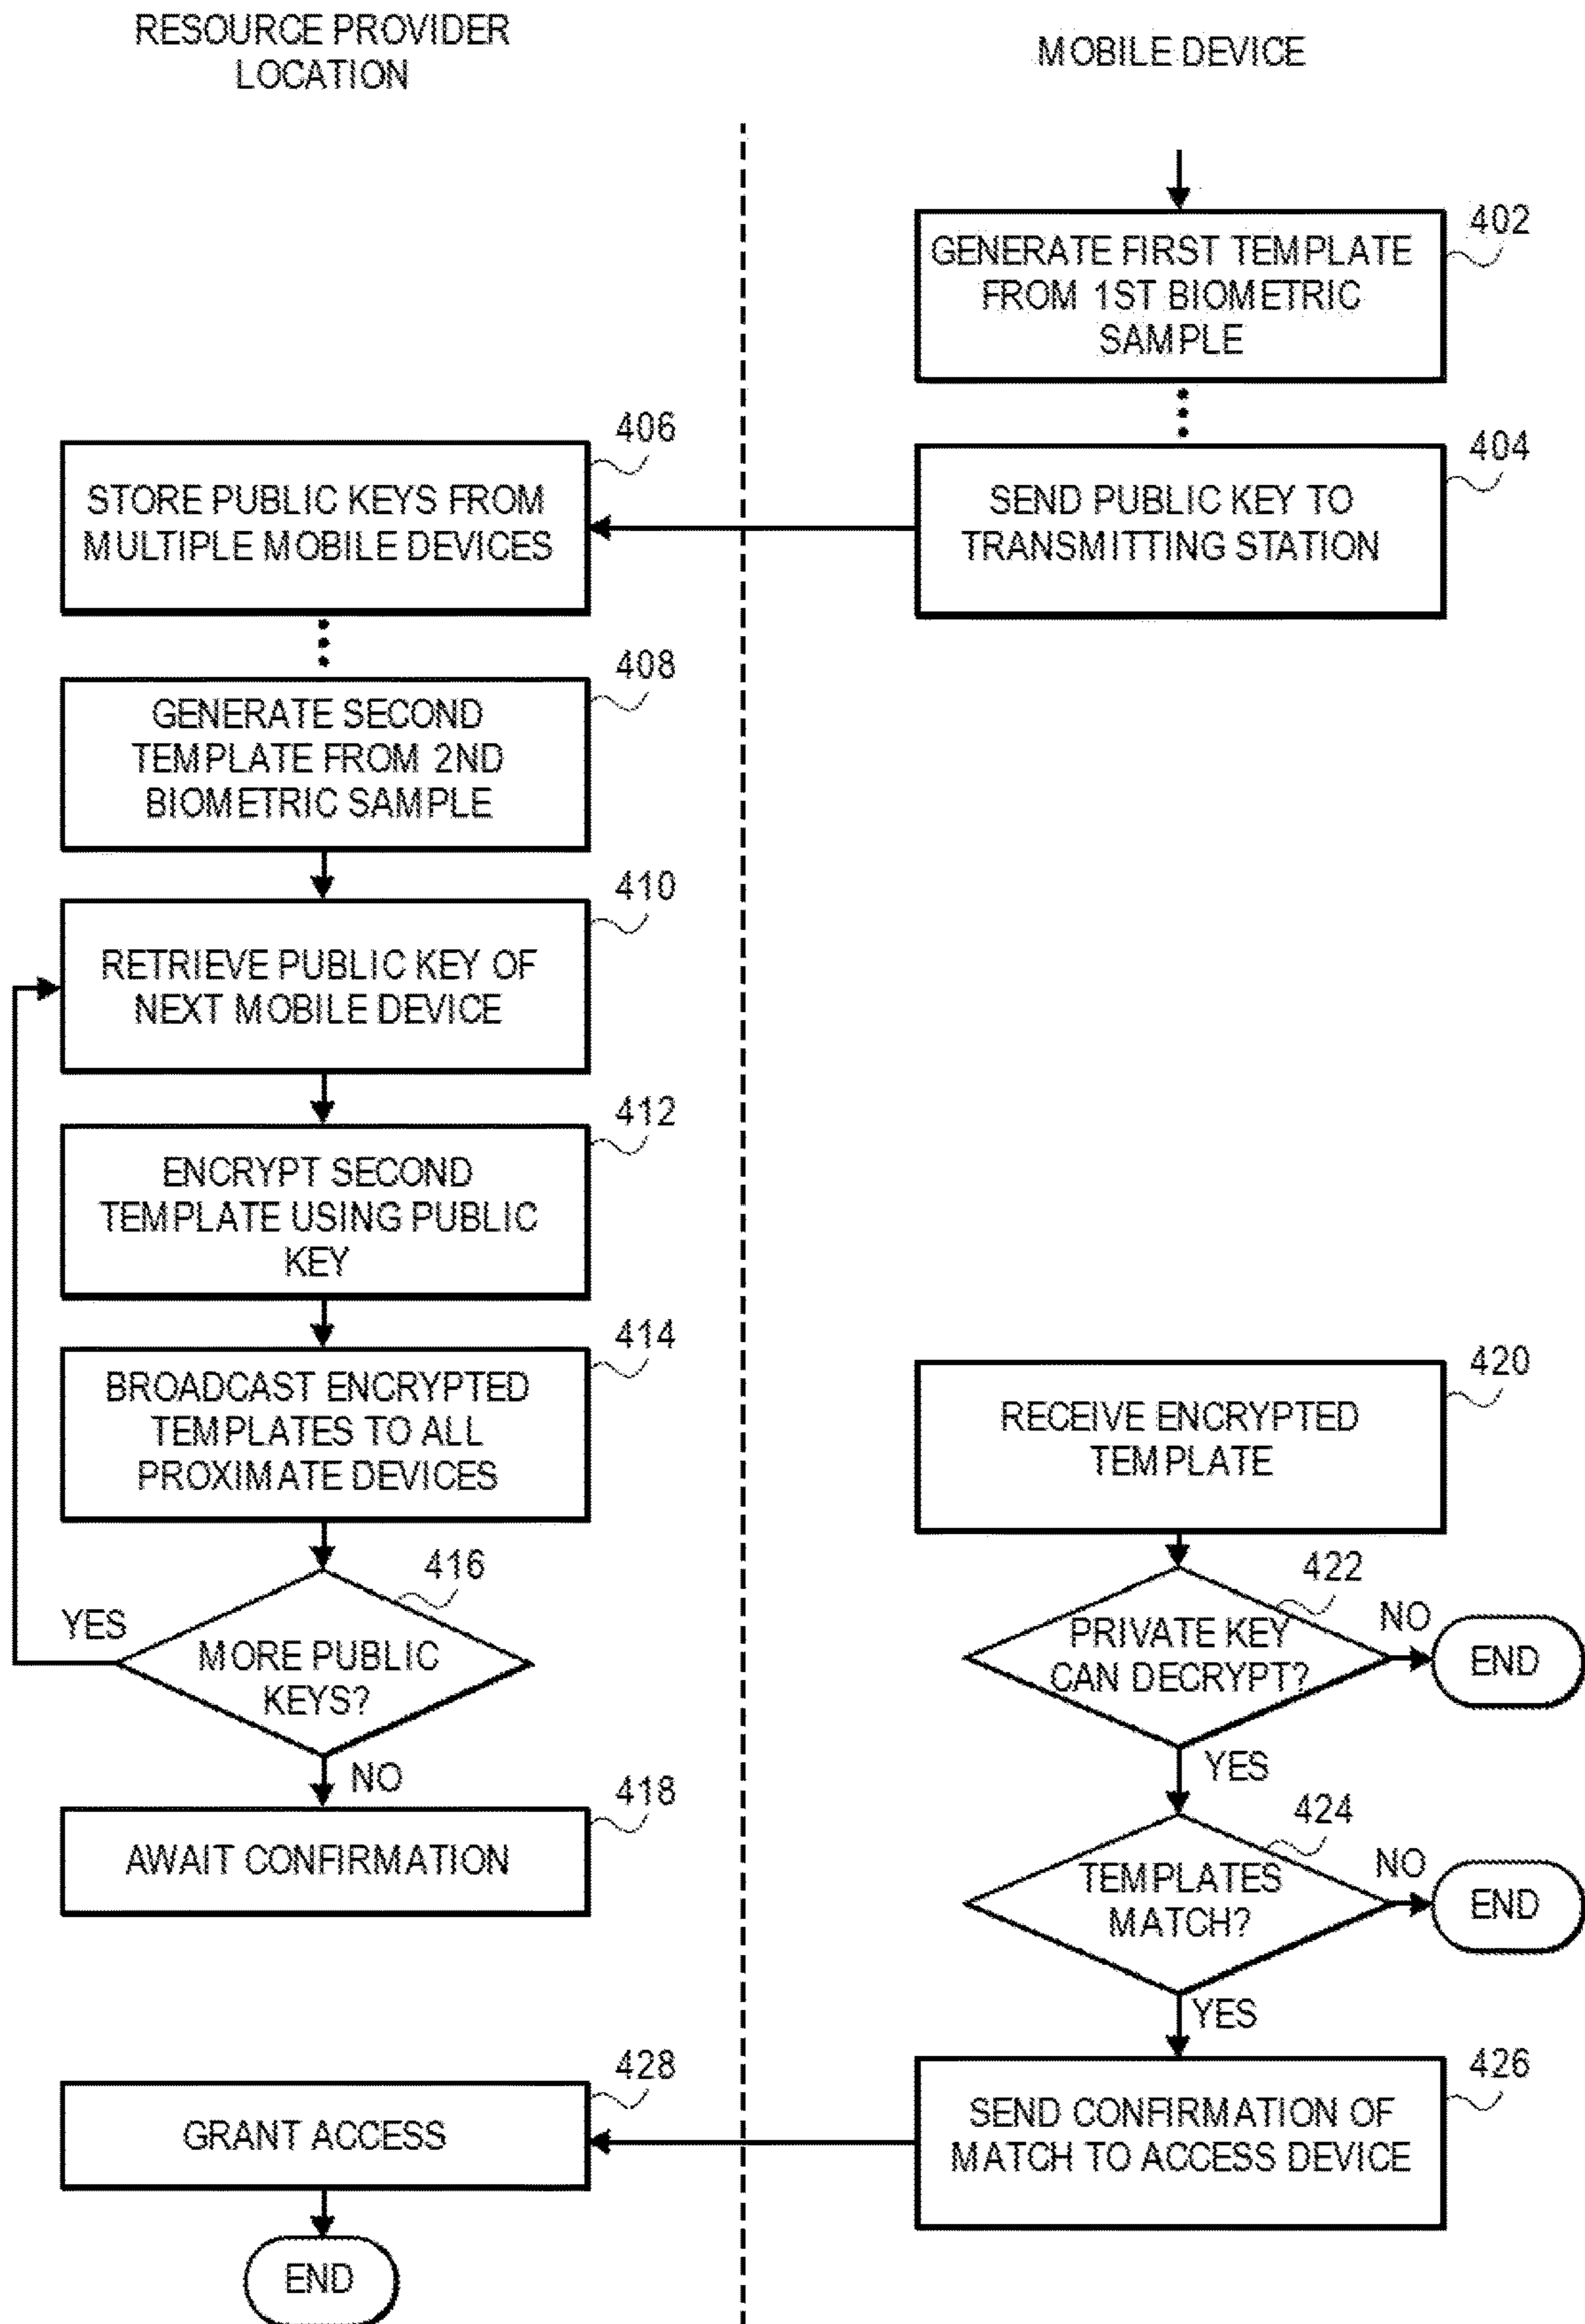 RESOURCE PROVIDER
LOCATION
MOBILE DEVICE
402
GENERATE FIRST TEMPLATE
FROM 1ST BIOMETRIC
SAMPLE
406
STORE PUBLIC KEYS FROM
MULTIPLE MOBILE DEVICES
404
SEND PUBLIC KEY TO
TRANSMITTING STATION
408
GENERATE SECOND
TEMPLATE FROM 2ND
BIOMETRIC SAMPLE
410
RETRIEVE PUBLIC KEY OF
NEXT MOBILE DEVICE
412
ENCRYPT SECOND
TEMPLATE USING PUBLIC
KEY
414
BROADCAST ENCRYPTED
TEMPLATES TO ALL
PROXIMATE DEVICES
416
YES
MORE PUBLIC
KEYS?
NO
418
AWAIT CONFIRMATION
420
RECEIVE ENCRYPTED
TEMPLATE
422
PRIVATE KEY
CAN DECRYPT?
NO
END
YES
424
TEMPLATES
MATCH?
NO
END
YES
426
SEND CONFIRMATION OF
MATCH TO ACCESS DEVICE
428
GRANT ACCESS
END